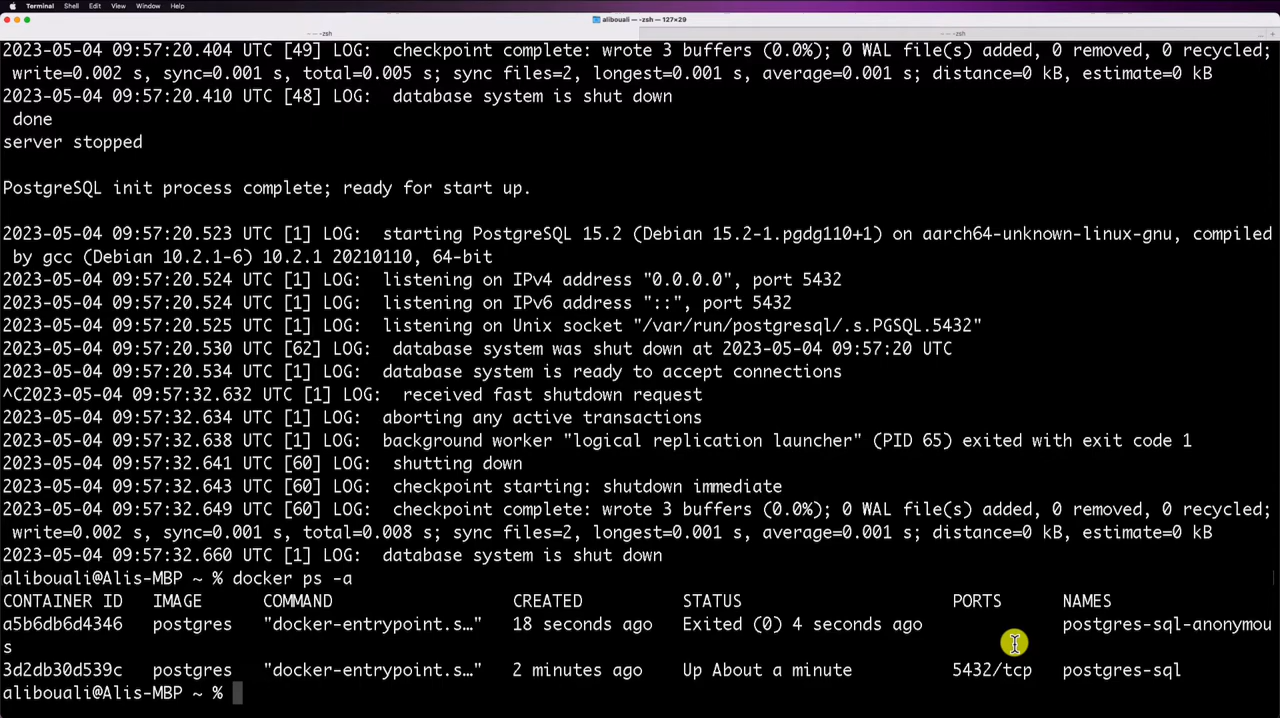 Terminal Shell Edit View Window Help
alibouali — -zsh — 127×29
~ — -zsh ~ — -zsh
2023-05-04 09:57:20.404 UTC [49] LOG:  checkpoint complete: wrote 3 buffers (0.0%); 0 WAL file(s) added, 0 removed, 0 recycled;
write=0.002 s, sync=0.001 s, total=0.005 s; sync files=2, longest=0.001 s, average=0.001 s; distance=0 kB, estimate=0 kB
2023-05-04 09:57:20.410 UTC [48] LOG:  database system is shut down
done
server stopped
PostgreSQL init process complete; ready for start up.
2023-05-04 09:57:20.523 UTC [1] LOG:  starting PostgreSQL 15.2 (Debian 15.2-1.pgdg110+1) on aarch64-unknown-linux-gnu, compiled
by gcc (Debian 10.2.1-6) 10.2.1 20210110, 64-bit
2023-05-04 09:57:20.524 UTC [1] LOG:  listening on IPv4 address "0.0.0.0", port 5432
2023-05-04 09:57:20.524 UTC [1] LOG:  listening on IPv6 address "::", port 5432
2023-05-04 09:57:20.525 UTC [1] LOG:  listening on Unix socket "/var/run/postgresql/.s.PGSQL.5432"
2023-05-04 09:57:20.530 UTC [62] LOG:  database system was shut down at 2023-05-04 09:57:20 UTC
2023-05-04 09:57:20.534 UTC [1] LOG:  database system is ready to accept connections
^C2023-05-04 09:57:32.632 UTC [1] LOG:  received fast shutdown request
2023-05-04 09:57:32.634 UTC [1] LOG:  aborting any active transactions
2023-05-04 09:57:32.638 UTC [1] LOG:  background worker "logical replication launcher" (PID 65) exited with exit code 1
2023-05-04 09:57:32.641 UTC [60] LOG:  shutting down
2023-05-04 09:57:32.643 UTC [60] LOG:  checkpoint starting: shutdown immediate
2023-05-04 09:57:32.649 UTC [60] LOG:  checkpoint complete: wrote 3 buffers (0.0%); 0 WAL file(s) added, 0 removed, 0 recycled;
write=0.002 s, sync=0.001 s, total=0.008 s; sync files=2, longest=0.001 s, average=0.001 s; distance=0 kB, estimate=0 kB
2023-05-04 09:57:32.660 UTC [1] LOG:  database system is shut down
alibouali@Alis-MBP ~ % docker ps -a
CONTAINER ID   IMAGE      COMMAND                  CREATED          STATUS                     PORTS      NAMES
a5b6db6d4346   postgres   "docker-entrypoint.s…"   18 seconds ago   Exited (0) 4 seconds ago              postgres-sql-anonymou
s
3d2db30d539c   postgres   "docker-entrypoint.s…"   2 minutes ago    Up About a minute          5432/tcp   postgres-sql
alibouali@Alis-MBP ~ %